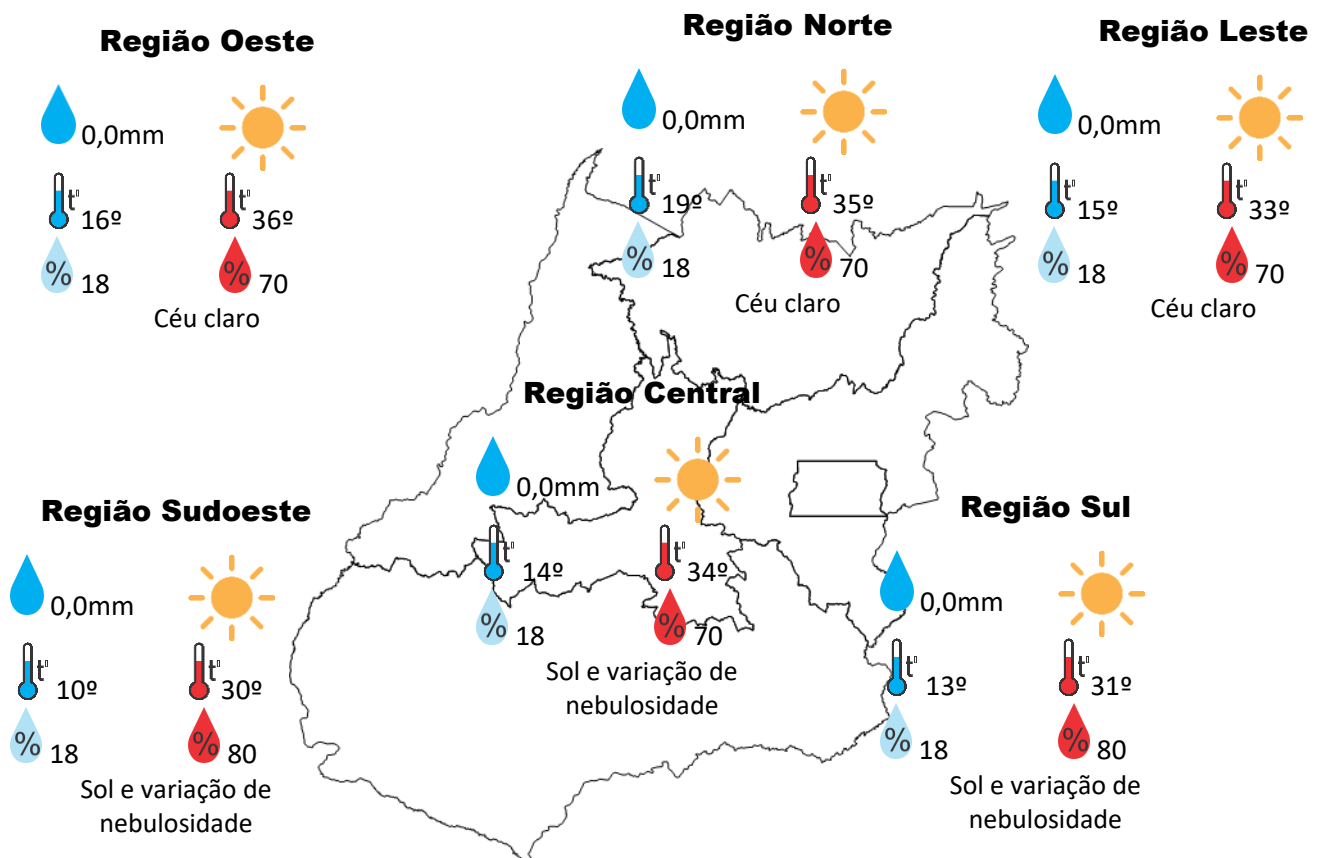 Região Oeste
0,0mm
t°
16º
t°
36º
%
18
%
70
Céu claro
Região Norte
0,0mm
t°
19º
t°
35º
%
18
%
70
Céu claro
Região Leste
0,0mm
t°
15º
t°
33º
%
18
%
70
Céu claro
Região Central
0,0mm
t°
14º
t°
34º
%
18
%
70
Sol e variação de
nebulosidade
Região Sudoeste
0,0mm
t°
10º
t°
30º
%
18
%
80
Sol e variação de
nebulosidade
Região Sul
0,0mm
t°
13º
t°
31º
%
18
%
80
Sol e variação de
nebulosidade